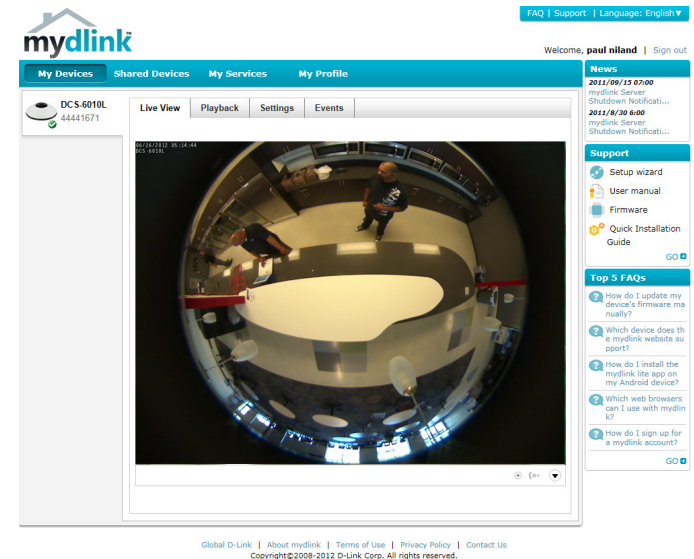 FAQ | Support | Language: English▼
mydlink™
Welcome, paul niland | Sign out
My Devices Shared Devices My Services My Profile
DCS-6010L
44441671
Live View Playback Settings Events
06/26/2012 05:14:44
DCS-6010L
News
2011/09/15 07:00
mydlink Server
Shutdown Notificati...
2011/8/30 6:00
mydlink Server
Shutdown Notificati...
Support
Setup wizard
User manual
Firmware
Quick Installation
Guide
GO
Top 5 FAQs
How do I update my
device's firmware ma
nually?
Which device does th
e mydlink website su
pport?
How do I install the
mydlink lite app on
my Android device?
Which web browsers
can I use with mydlin
k?
How do I sign up for
a mydlink account?
GO
Global D-Link | About mydlink | Terms of Use | Privacy Policy | Contact Us
Copyright©2008-2012 D-Link Corp. All rights reserved.